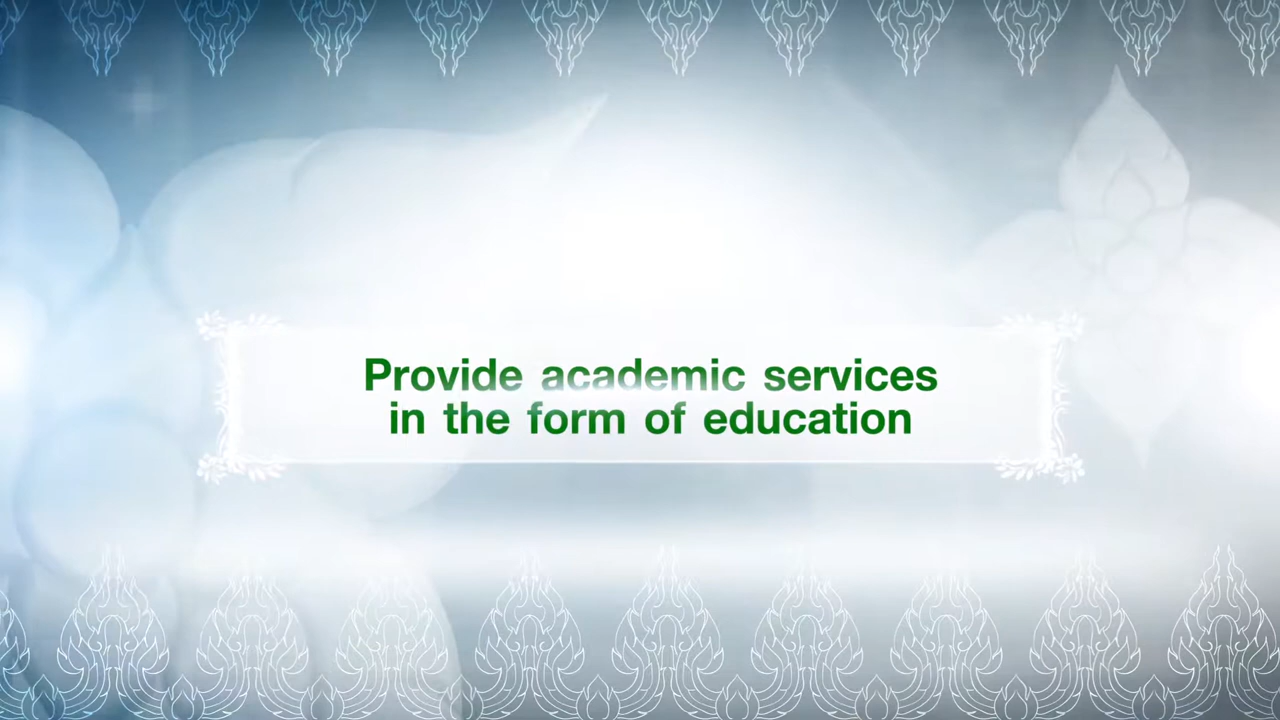 Provide academic services
in the form of education